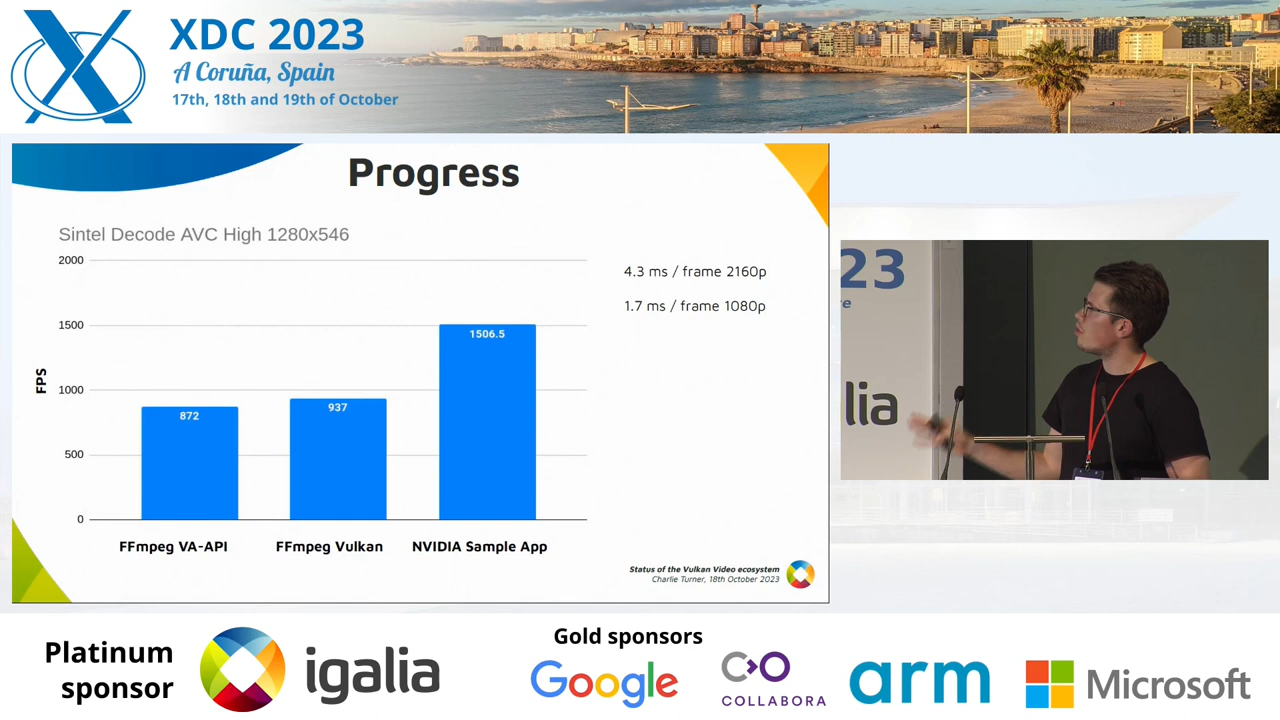 XDC 2023
A Coruña, Spain
17th, 18th and 19th of October
Progress
Sintel Decode AVC High 1280x546
2000
1500
1000
500
0
FPS
872
937
1506.5
FFmpeg VA-API
FFmpeg Vulkan
NVIDIA Sample App
4.3 ms / frame 2160p
1.7 ms / frame 1080p
Status of the Vulkan Video ecosystem
Charlie Turner, 18th October 2023
23
re
lia
Platinum
sponsor
igalia
Gold sponsors
Google
COLLABORA
arm
Microsoft